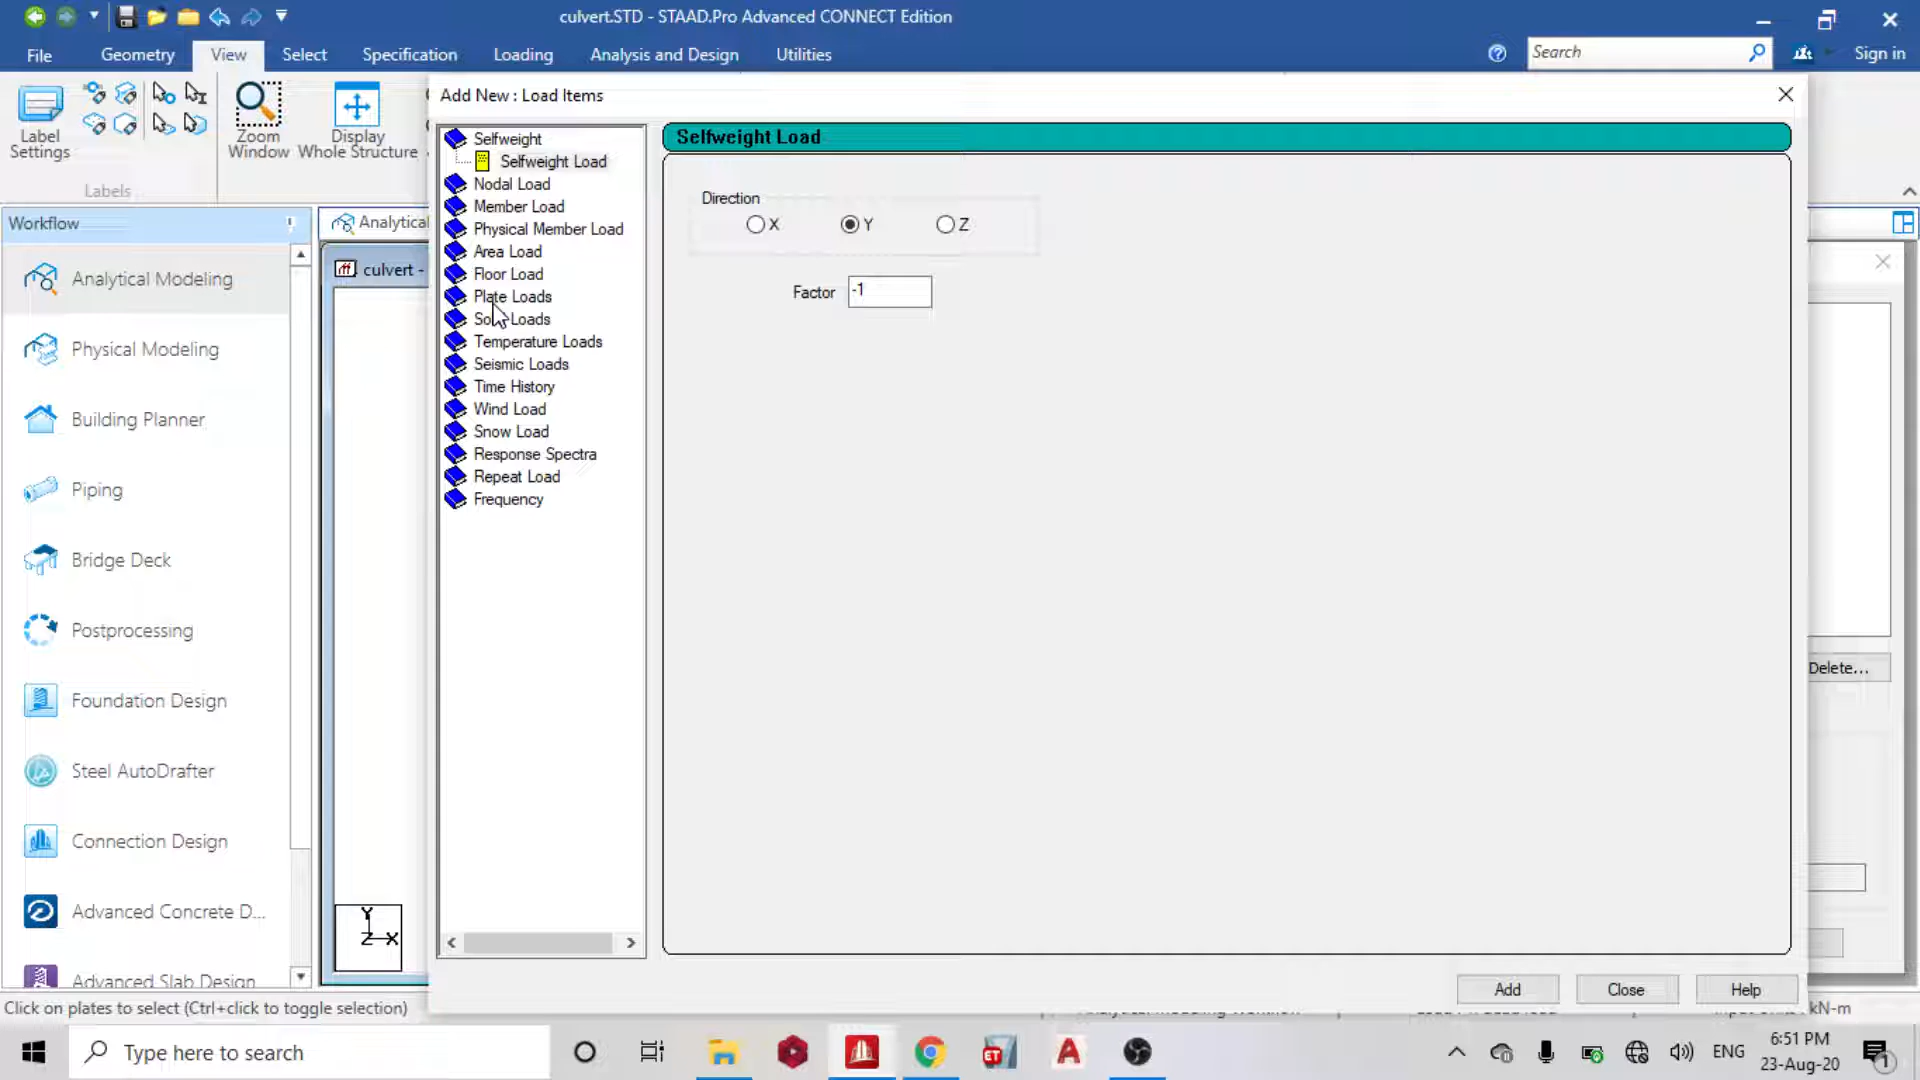 culvert.STD - STAAD.Pro Advanced CONNECT Edition
File
Geometry
View
Select
Specification
Loading
Analysis and Design
Utilities
Search
Sign in
Label
Settings
Zoom
Window
Display
Whole Structure
Labels
Add New : Load Items
Selfweight
Selfweight Load
Nodal Load
Member Load
Physical Member Load
Area Load
Floor Load
Plate Loads
Loads
Temperature Loads
Seismic Loads
Time History
Wind Load
Snow Load
Response Spectra
Repeat Load
Frequency
Selfweight Load
Direction
X
Y
Z
Factor
-1
Delete...
Add
Close
Help
Workflow
Analytical Modeling
Physical Modeling
Building Planner
Piping
Bridge Deck
Postprocessing
Foundation Design
Steel AutoDrafter
Connection Design
Advanced Concrete D...
Advanced Slab Design
Analytical
culvert -
Y
Z X
Click on plates to select (Ctrl+click to toggle selection)
kN-m
Type here to search
ET
A
ENG
6:51 PM
23-Aug-20
1